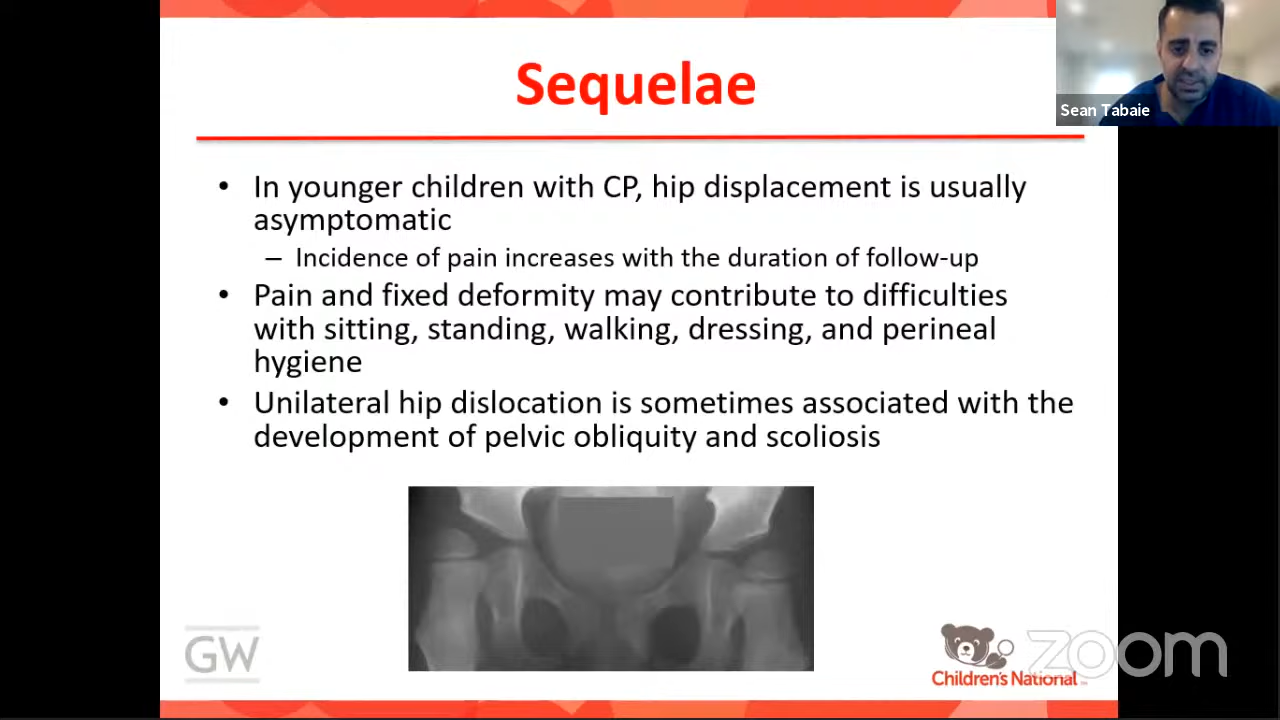 Sequelae
Sean Tabaie
• In younger children with CP, hip displacement is usually
asymptomatic
– Incidence of pain increases with the duration of follow-up
• Pain and fixed deformity may contribute to difficulties
with sitting, standing, walking, dressing, and perineal
hygiene
• Unilateral hip dislocation is sometimes associated with the
development of pelvic obliquity and scoliosis
GW
Children's National
zoom